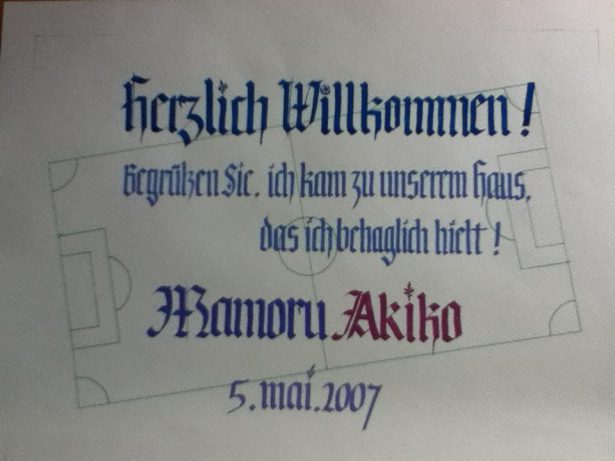 Herzlich Willkommen!
Begrüßen Sie, ich kam zu unserem Haus,
das ich behaglich hielt!
Mamoru Akiko
5. mai. 2007